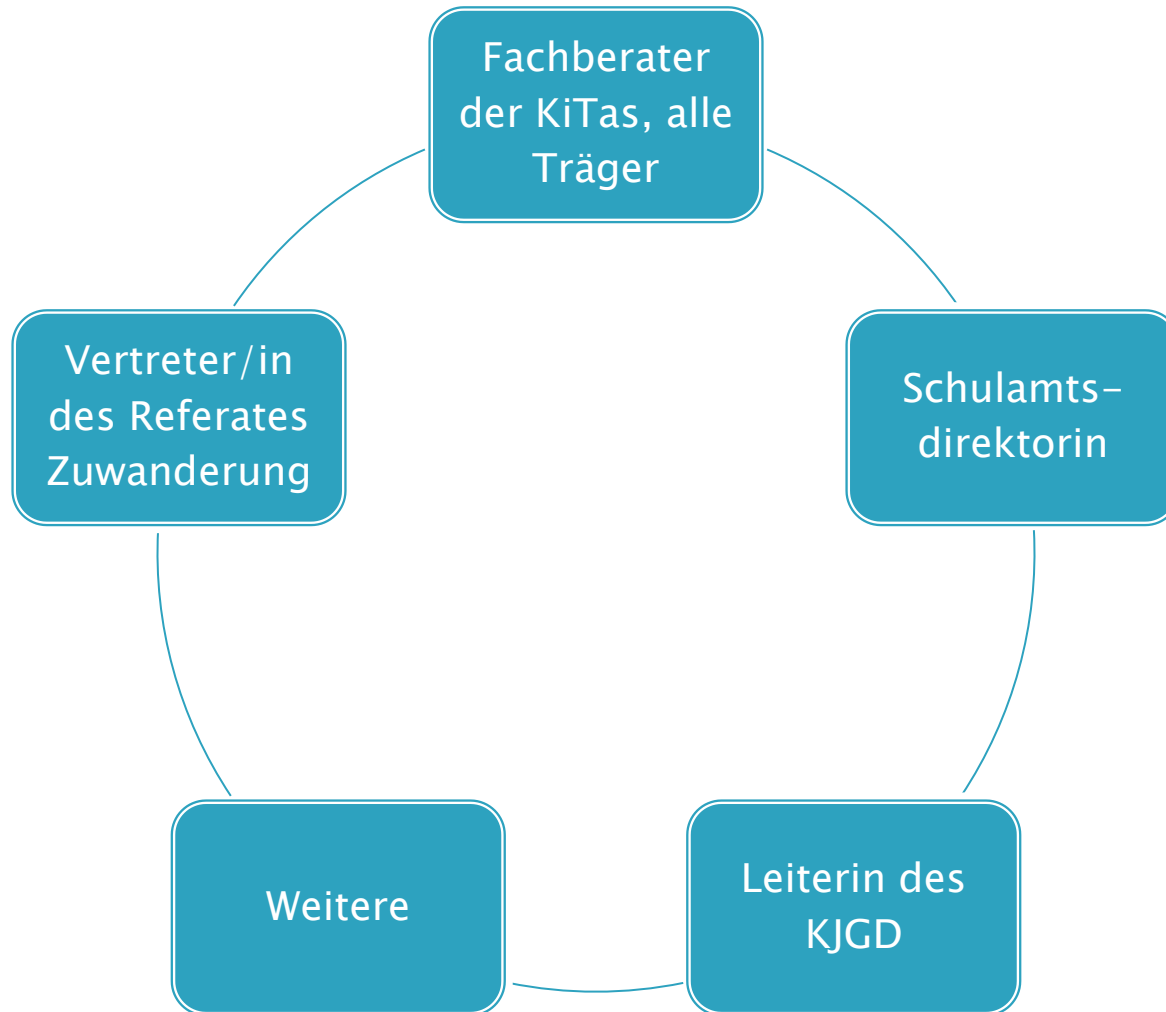 Fachberater
der KiTas, alle
Träger
Schulamts-
direktorin
Leiterin des
KJGD
Weitere
Vertreter/in
des Referates
Zuwanderung